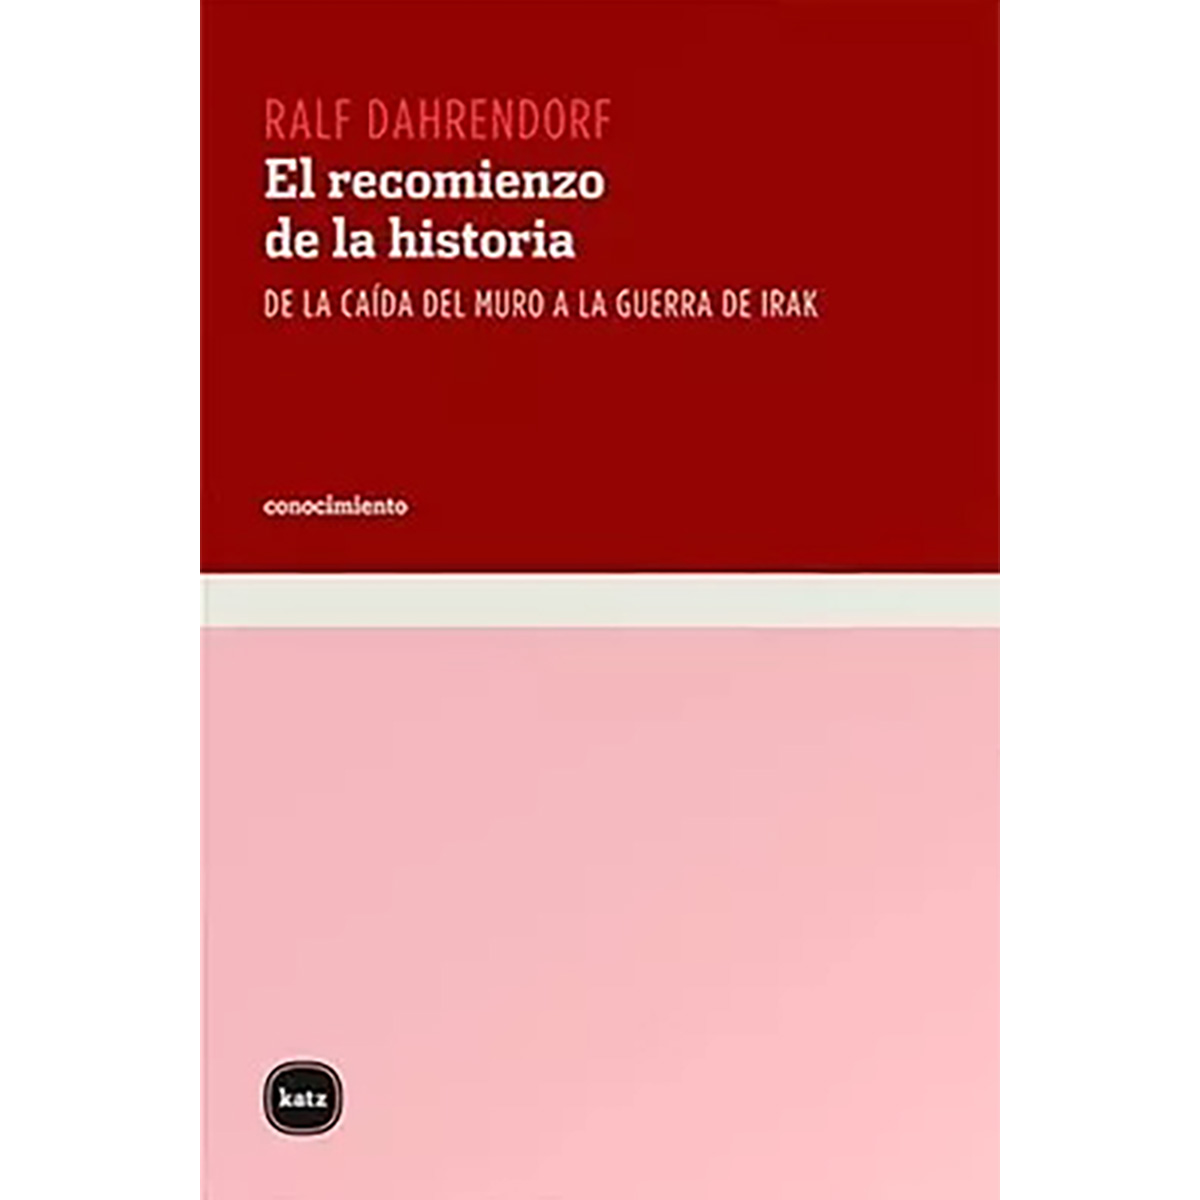 RALF DAHRENDORF
El recomienzo
de la historia
DE LA CAÍDA DEL MURO A LA GUERRA DE IRAK
conocimiento
katz